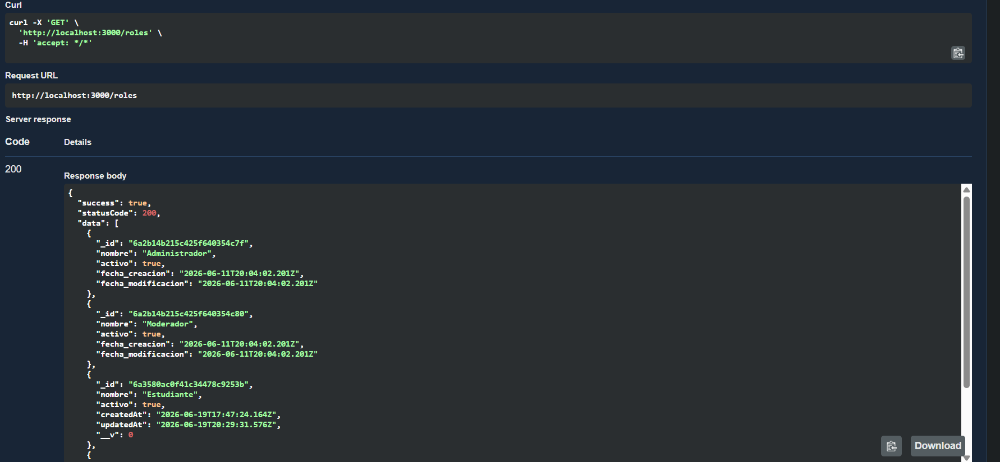 Curl
curl -X 'GET' \
  'http://localhost:3000/roles' \
  -H 'accept: */*'
Request URL
http://localhost:3000/roles
Server response
Code Details
200
Response body
{
  "success": true,
  "statusCode": 200,
  "data": [
    {
      "_id": "6a2b14b215c425f640354c7f",
      "nombre": "Administrador",
      "activo": true,
      "fecha_creacion": "2026-06-11T20:04:02.201Z",
      "fecha_modificacion": "2026-06-11T20:04:02.201Z"
    },
    {
      "_id": "6a2b14b215c425f640354c80",
      "nombre": "Moderador",
      "activo": true,
      "fecha_creacion": "2026-06-11T20:04:02.201Z",
      "fecha_modificacion": "2026-06-11T20:04:02.201Z"
    },
    {
      "_id": "6a3580ac0f41c34478c9253b",
      "nombre": "Estudiante",
      "activo": true,
      "createdAt": "2026-06-19T17:47:24.164Z",
      "updatedAt": "2026-06-19T20:29:31.576Z",
      "__v": 0
    },
    {
Download